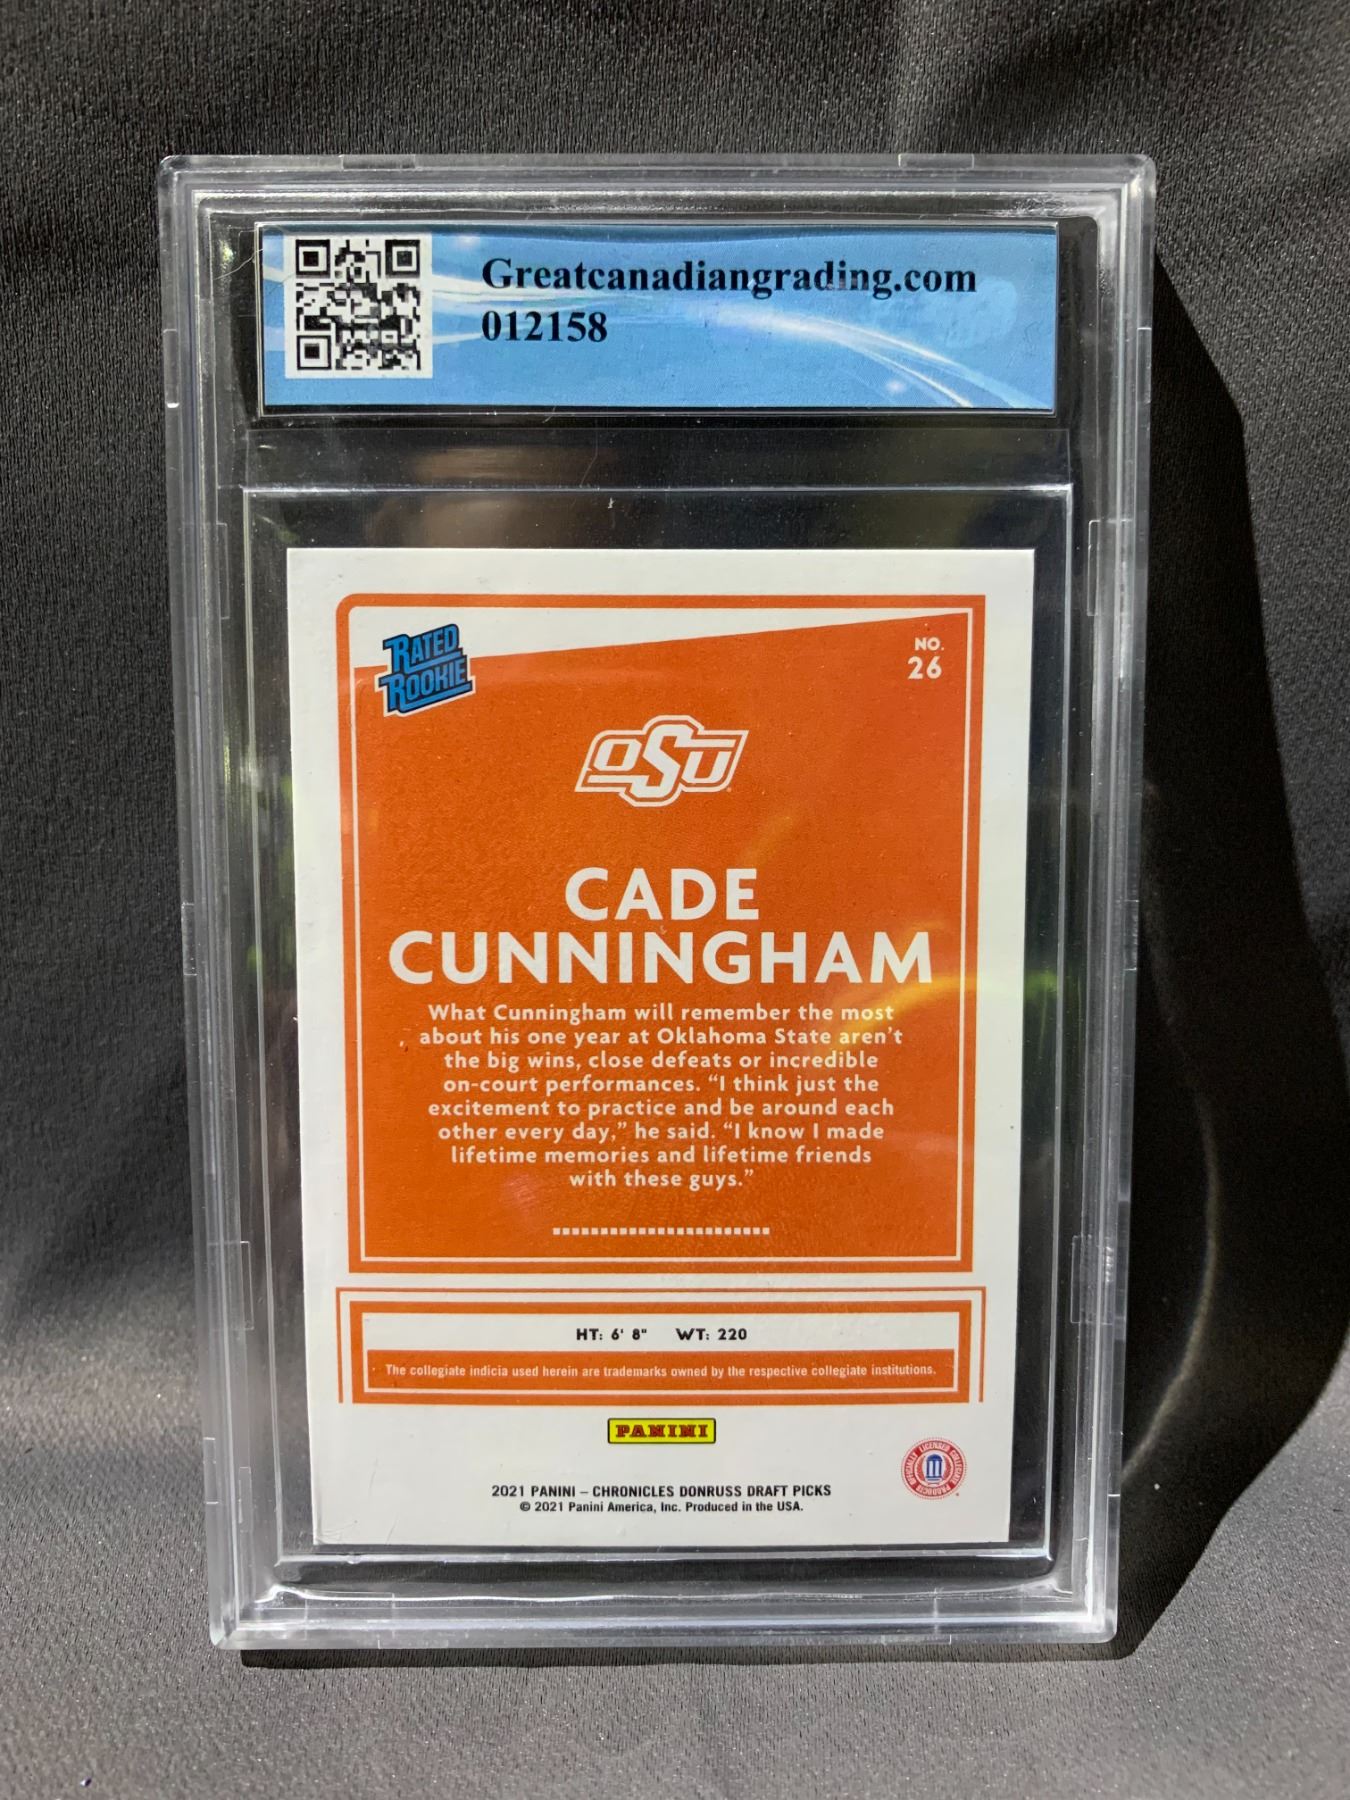 Greatcanadiangrading.com
012158
RATED
ROOKIE
NO.
26
OSU
CADE
CUNNINGHAM
What Cunningham will remember the most
about his one year at Oklahoma State aren't
the big wins, close defeats or incredible
on-court performances. “I think just the
excitement to practice and be around each
other every day,” he said. “I know I made
lifetime memories and lifetime friends
with these guys.”
HT: 6' 8" WT: 220
The collegiate indicia used herein are trademarks owned by the respective collegiate institutions.
PANINI
OFFICIALLY LICENSED COLLEGIATE PRODUCTS
2021 PANINI – CHRONICLES DONRUSS DRAFT PICKS
© 2021 Panini America, Inc. Produced in the USA.